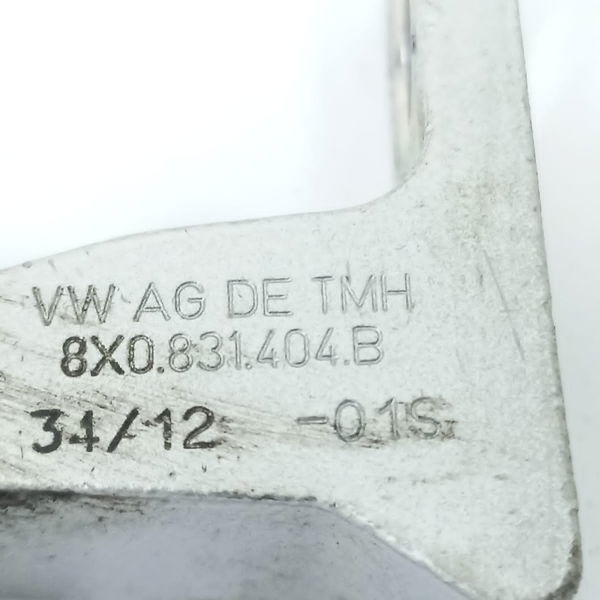 VW AG DE TMH
8X0.831.404.B
34/12 -01S